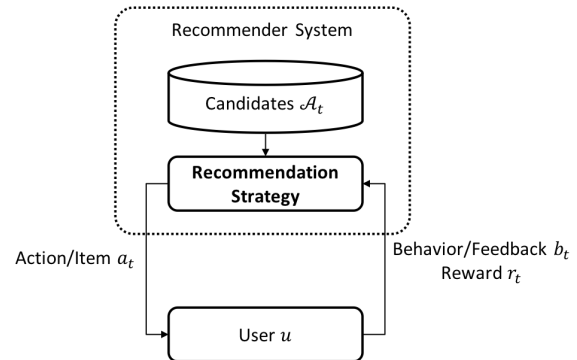 Recommender System
Candidates 𝒜ₜ
Recommendation
Strategy
Action/Item aₜ
Behavior/Feedback bₜ
Reward rₜ
User u